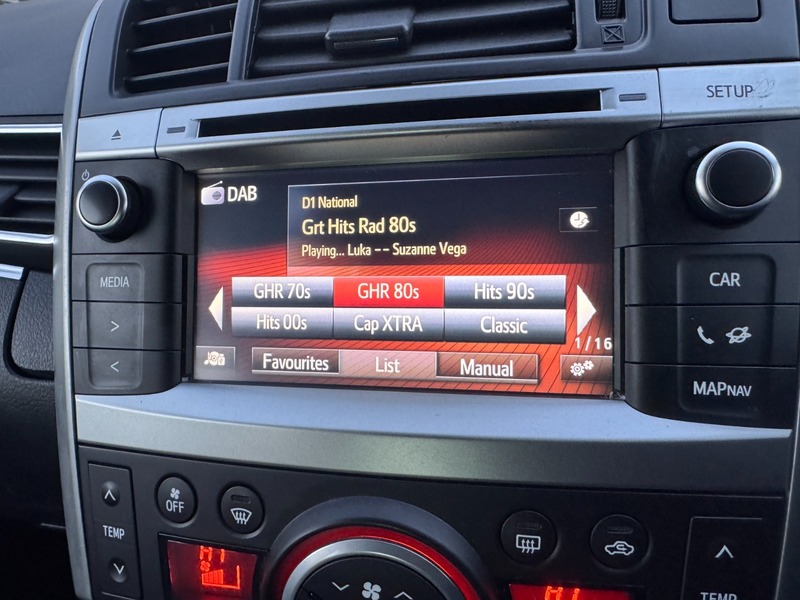 SETUP
DAB
D1 National
Grt Hits Rad 80s
Playing... Luka -- Suzanne Vega
MEDIA
CAR
GHR 70s GHR 80s Hits 90s
Hits 00s Cap XTRA Classic
>
1/16
<
Favourites List Manual
MAPNAV
TEMP
OFF
TEMP